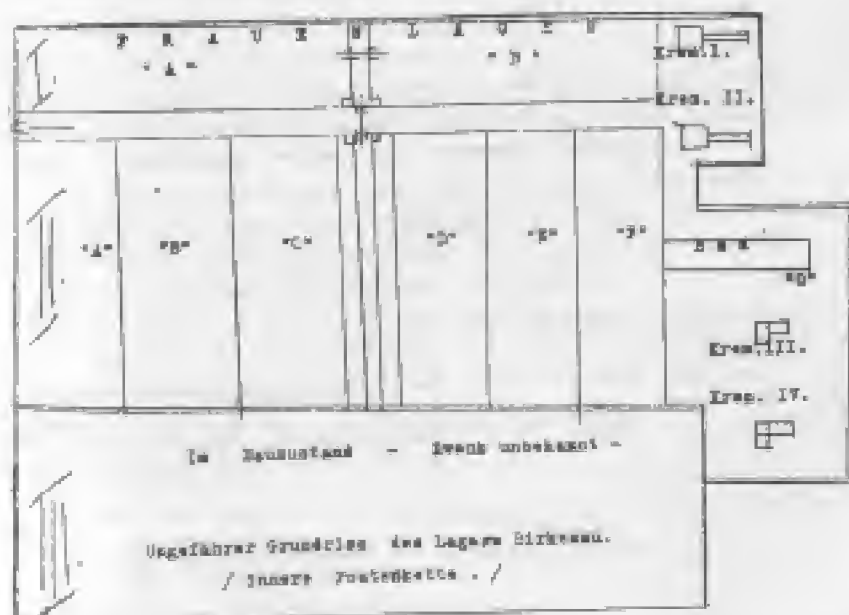 F R A U E N L A G E R
" A " " B "
Krem.I.
Krem. II.
"A" "B" "C" "D" "E" "F"
"G"
Krem.III.
Krem. IV.
Im Bauzustand - Zweck unbekannt -
Ungefährer Grundriss des Lagers Birkenau.
/ innere Postenkette . /